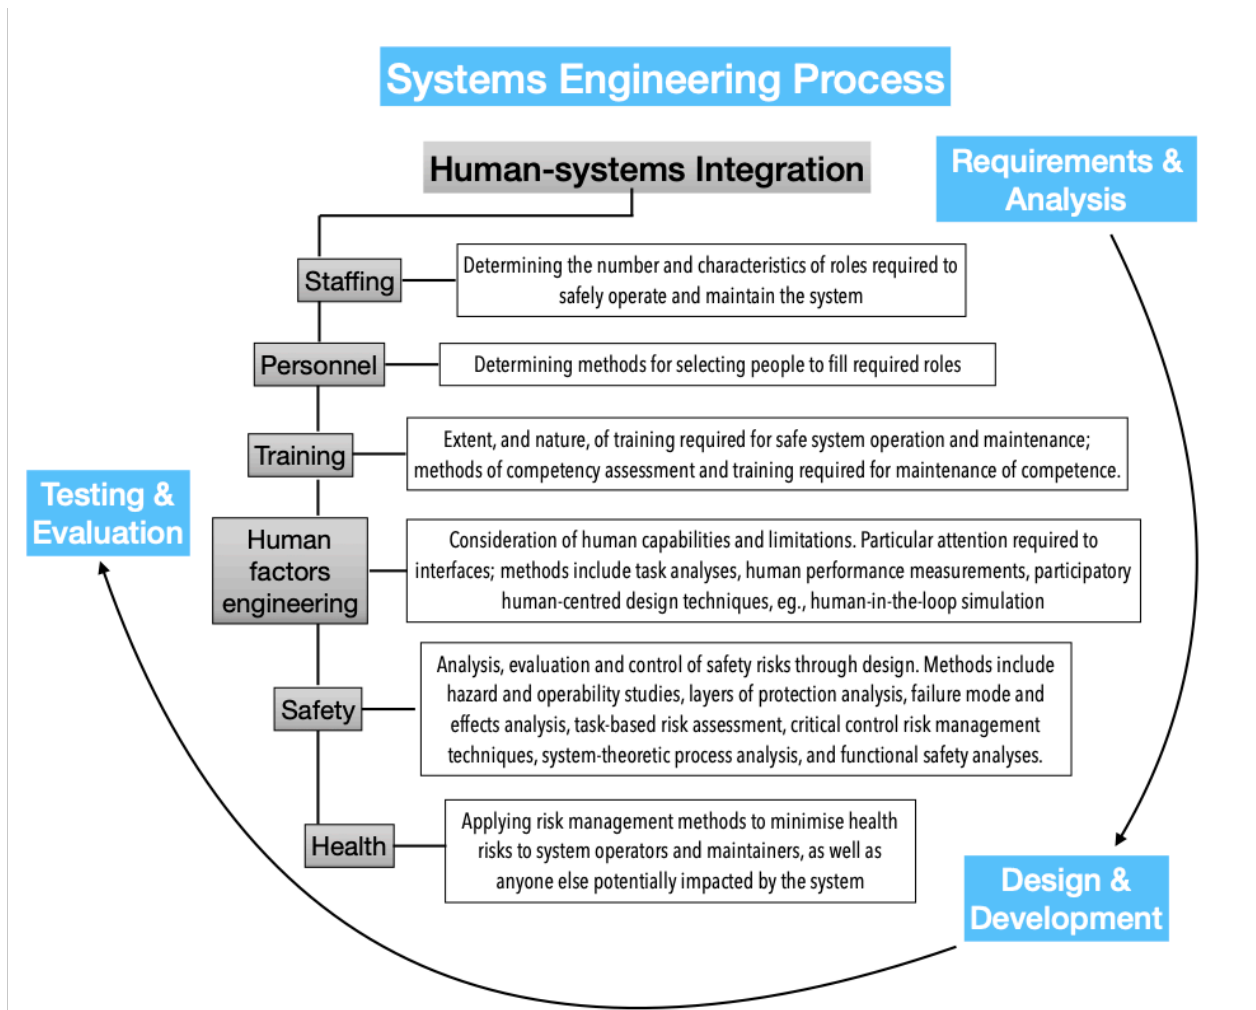 Systems Engineering Process
Human-systems Integration
Requirements &
Analysis
Staffing
Determining the number and characteristics of roles required to
safely operate and maintain the system
Personnel
Determining methods for selecting people to fill required roles
Training
Extent, and nature, of training required for safe system operation and maintenance;
methods of competency assessment and training required for maintenance of competence.
Testing &
Evaluation
Human
factors
engineering
Consideration of human capabilities and limitations. Particular attention required to
interfaces; methods include task analyses, human performance measurements, participatory
human-centred design techniques, eg., human-in-the-loop simulation
Safety
Analysis, evaluation and control of safety risks through design. Methods include
hazard and operability studies, layers of protection analysis, failure mode and
effects analysis, task-based risk assessment, critical control risk management
techniques, system-theoretic process analysis, and functional safety analyses.
Health
Applying risk management methods to minimise health
risks to system operators and maintainers, as well as
anyone else potentially impacted by the system
Design &
Development